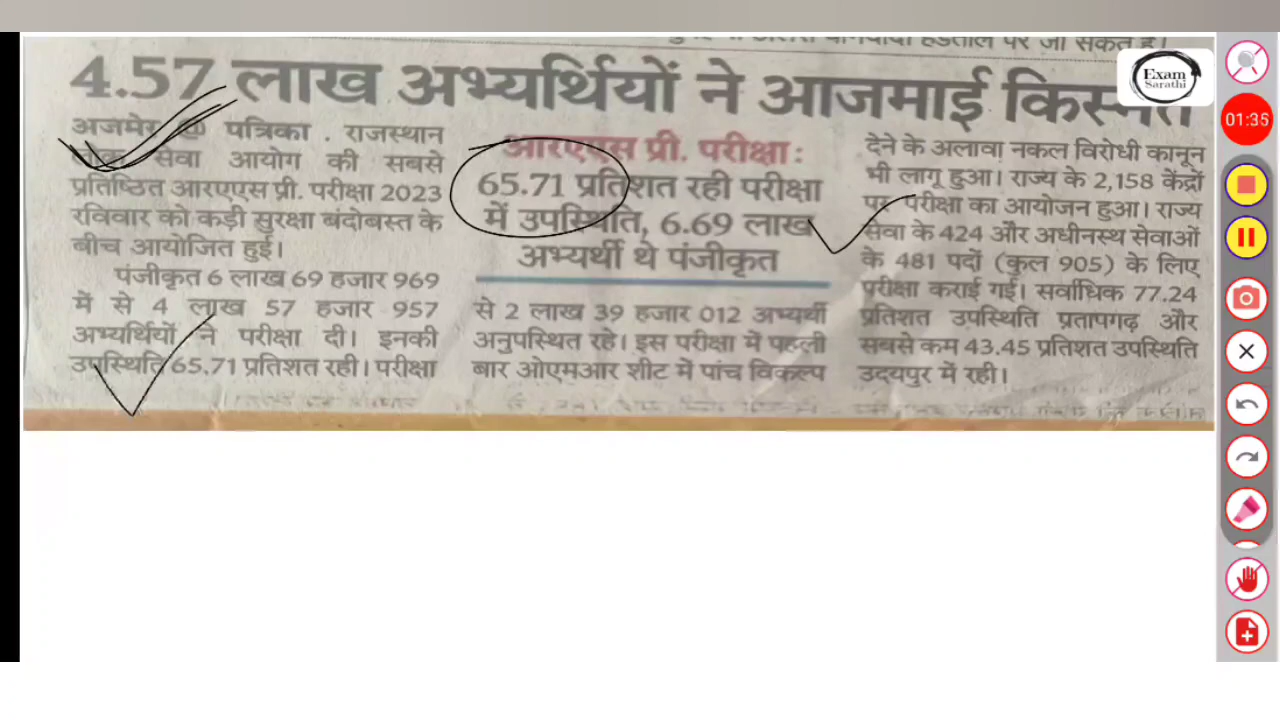 4.57 लाख अभ्यर्थियों ने आजमाई किस्मत
Exam
Sarathi
01:35
अजमेर @ पत्रिका . राजस्थान
लोक सेवा आयोग की सबसे
प्रतिष्ठित आरएएस प्री. परीक्षा 2023
रविवार को कड़ी सुरक्षा बंदोबस्त के
बीच आयोजित हुई।
पंजीकृत 6 लाख 69 हजार 969
में से 4 लाख 57 हजार 957
अभ्यर्थियों ने परीक्षा दी। इनकी
उपस्थिति 65.71 प्रतिशत रही। परीक्षा
आरएएस प्री. परीक्षा:
65.71 प्रतिशत रही परीक्षा
में उपस्थिति, 6.69 लाख
अभ्यर्थी थे पंजीकृत
से 2 लाख 39 हजार 012 अभ्यर्थी
अनुपस्थित रहे। इस परीक्षा में पहली
बार ओएमआर शीट में पांच विकल्प
देने के अलावा नकल विरोधी कानून
भी लागू हुआ। राज्य के 2,158 केंद्रों
पर परीक्षा का आयोजन हुआ। राज्य
सेवा के 424 और अधीनस्थ सेवाओं
के 481 पदों (कुल 905) के लिए
परीक्षा कराई गई। सर्वाधिक 77.24
प्रतिशत उपस्थिति प्रतापगढ़ और
सबसे कम 43.45 प्रतिशत उपस्थिति
उदयपुर में रही।